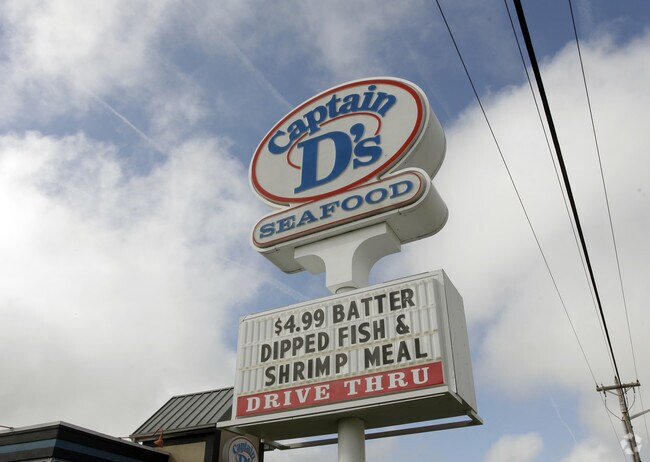 Captain
D's
SEAFOOD
$4.99 BATTER
DIPPED FISH &
SHRIMP MEAL
DRIVE THRU